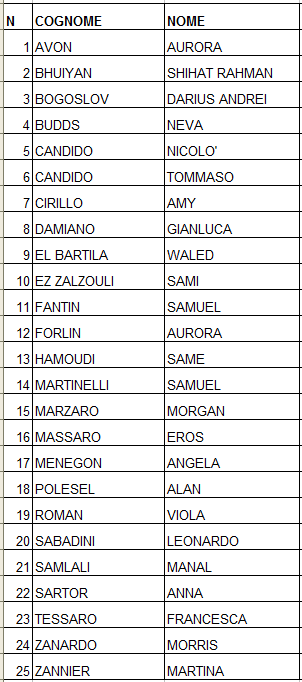 N COGNOME NOME
1 AVON AURORA
2 BHUIYAN SHIHAT RAHMAN
3 BOGOSLOV DARIUS ANDREI
4 BUDDS NEVA
5 CANDIDO NICOLO'
6 CANDIDO TOMMASO
7 CIRILLO AMY
8 DAMIANO GIANLUCA
9 EL BARTILA WALED
10 EZ ZALZOULI SAMI
11 FANTIN SAMUEL
12 FORLIN AURORA
13 HAMOUDI SAME
14 MARTINELLI SAMUEL
15 MARZARO MORGAN
16 MASSARO EROS
17 MENEGON ANGELA
18 POLESEL ALAN
19 ROMAN VIOLA
20 SABADINI LEONARDO
21 SAMLALI MANAL
22 SARTOR ANNA
23 TESSARO FRANCESCA
24 ZANARDO MORRIS
25 ZANNIER MARTINA